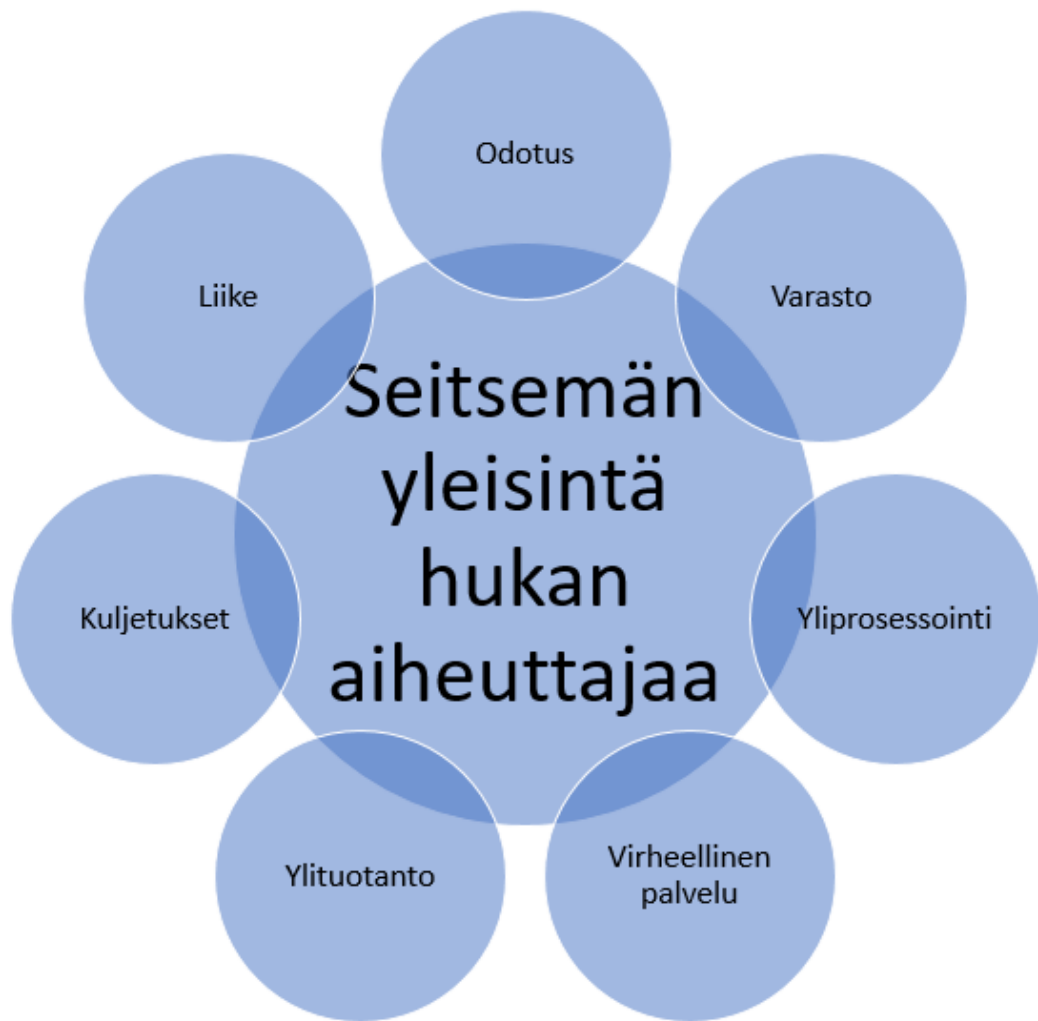 Odotus
Varasto
Yliprosessointi
Virheellinen
palvelu
Ylituotanto
Kuljetukset
Liike
Seitsemän
yleisintä
hukan
aiheuttajaa